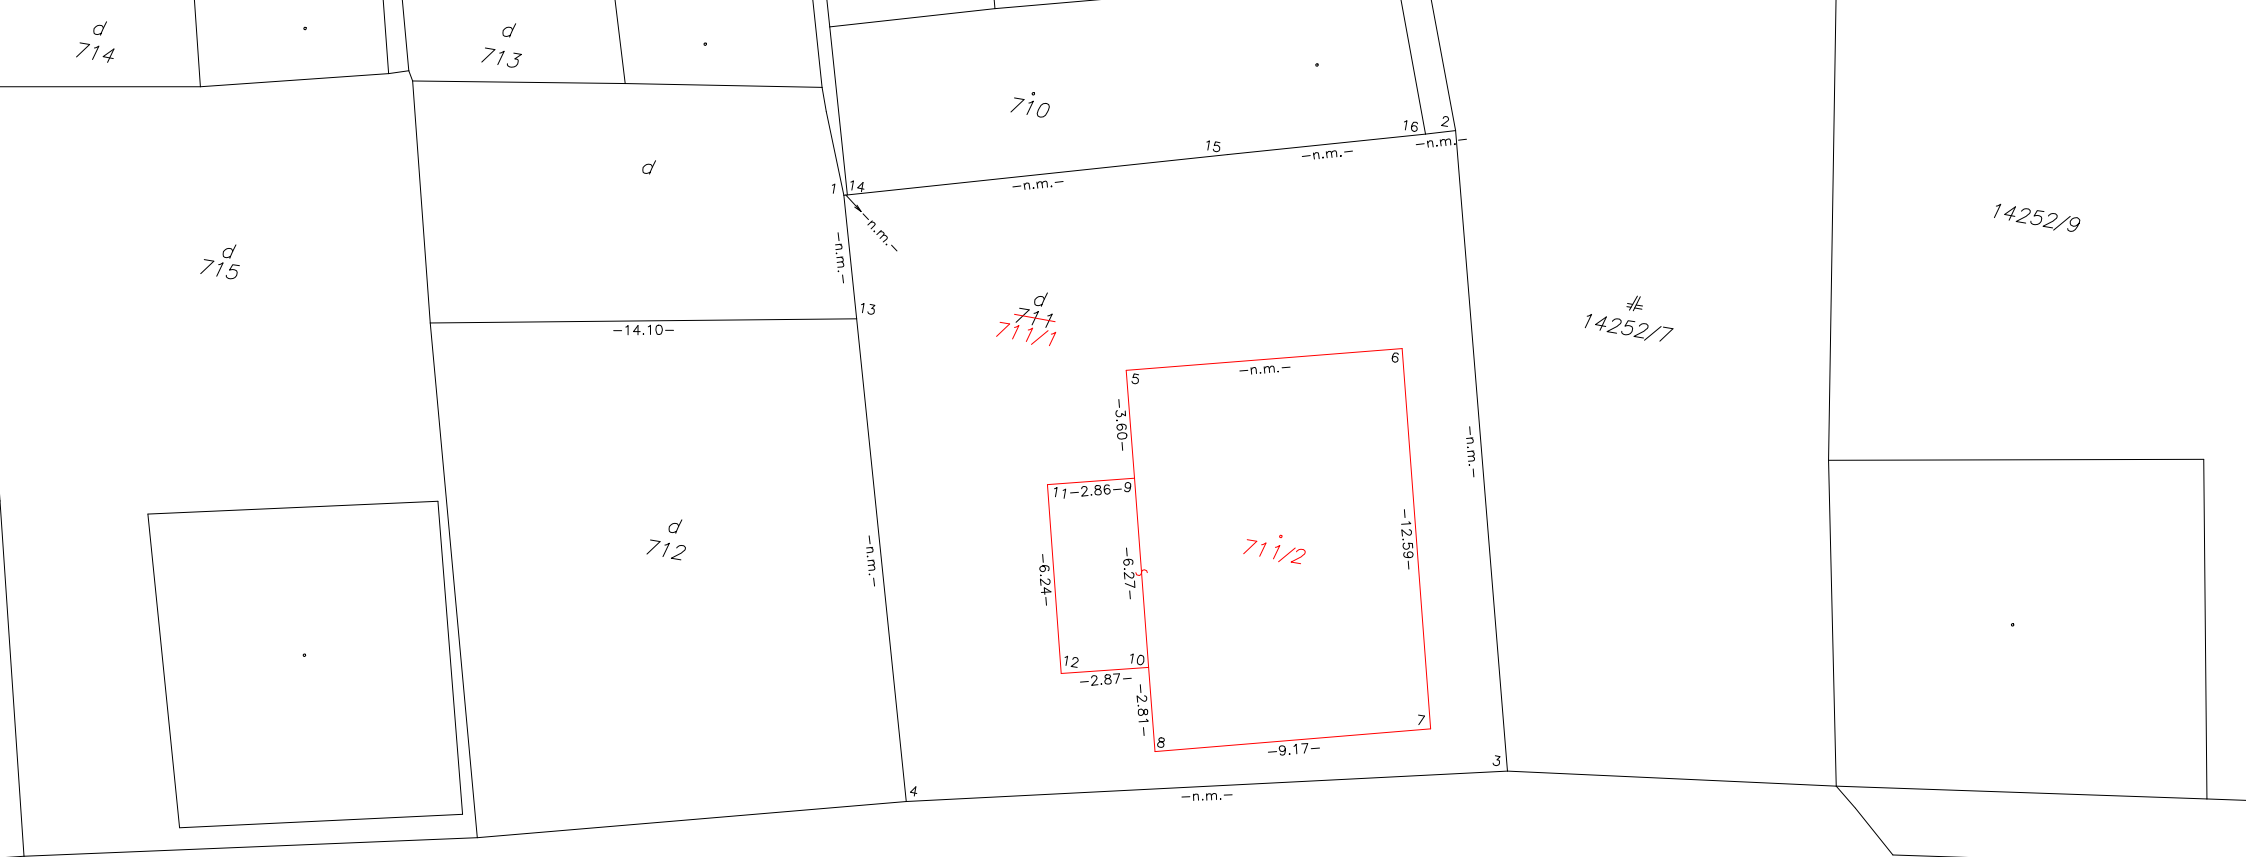 d
714
d
713
710
16
2
-n.m.-
15
-n.m.-
-n.m.-
1
14
-n.m.-
-n.m.-
d
d
715
14252/9
13
-14.10-
d
711
711/1
14252/7
5
6
-n.m.-
-3.60-
-n.m.-
11
-2.86-
9
-12.59-
d
712
-n.m.-
-6.24-
-6.27-
711/2
12
10
-2.87-
-2.81-
7
8
-9.17-
3
4
-n.m.-